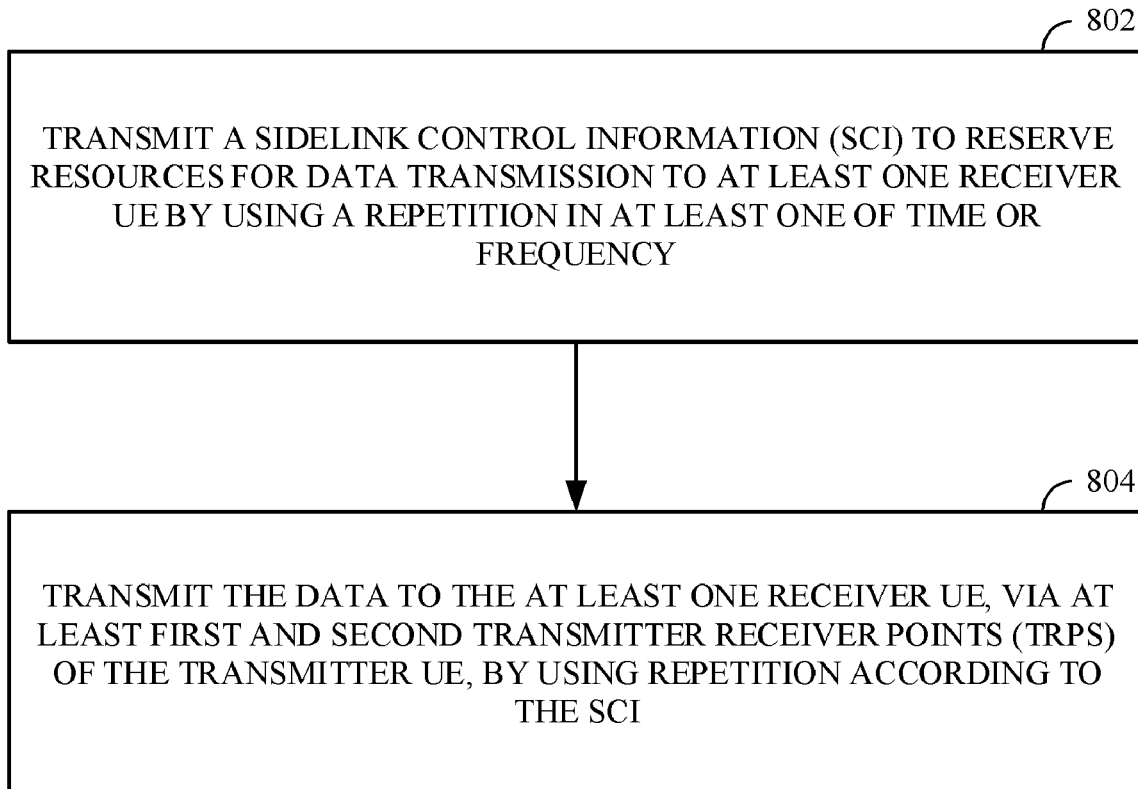 802
TRANSMIT A SIDELINK CONTROL INFORMATION (SCI) TO RESERVE
RESOURCES FOR DATA TRANSMISSION TO AT LEAST ONE RECEIVER
UE BY USING A REPETITION IN AT LEAST ONE OF TIME OR
FREQUENCY
804
TRANSMIT THE DATA TO THE AT LEAST ONE RECEIVER UE, VIA AT
LEAST FIRST AND SECOND TRANSMITTER RECEIVER POINTS (TRPS)
OF THE TRANSMITTER UE, BY USING REPETITION ACCORDING TO
THE SCI